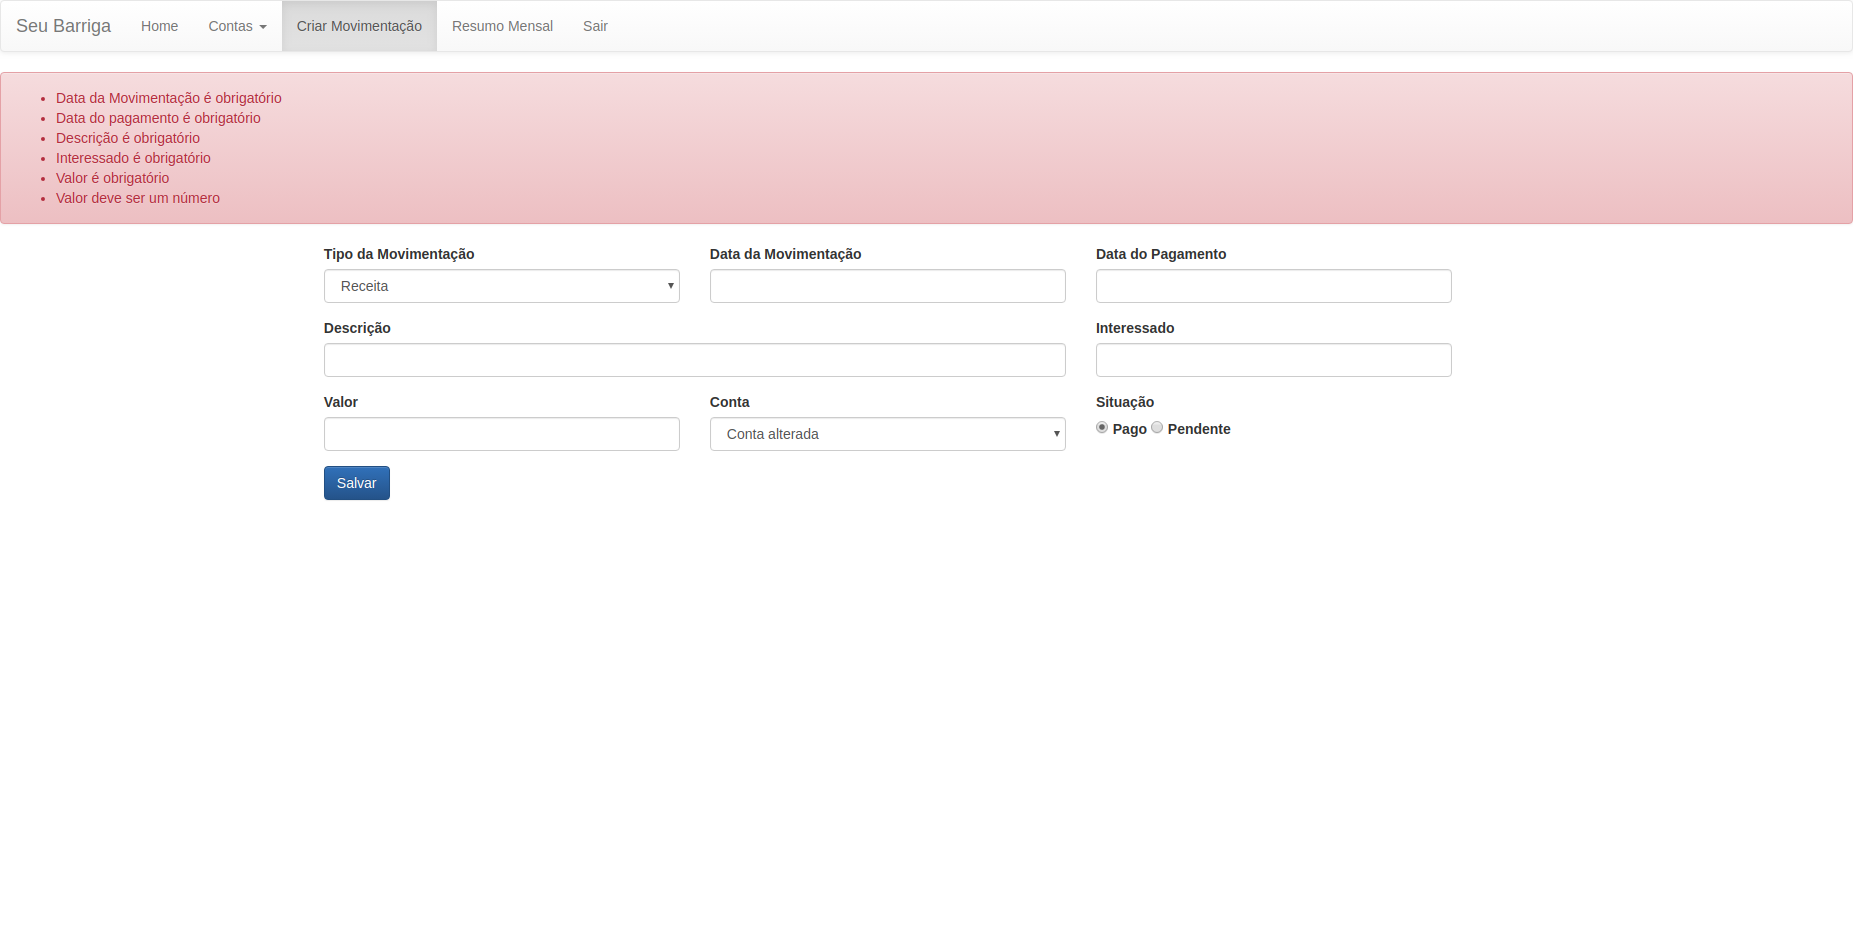 Seu Barriga Home Contas Criar Movimentação Resumo Mensal Sair
Data da Movimentação é obrigatório
Data do pagamento é obrigatório
Descrição é obrigatório
Interessado é obrigatório
Valor é obrigatório
Valor deve ser um número
Tipo da Movimentação Data da Movimentação Data do Pagamento
Receita
Descrição Interessado
Valor Conta Situação
Conta alterada Pago Pendente
Salvar